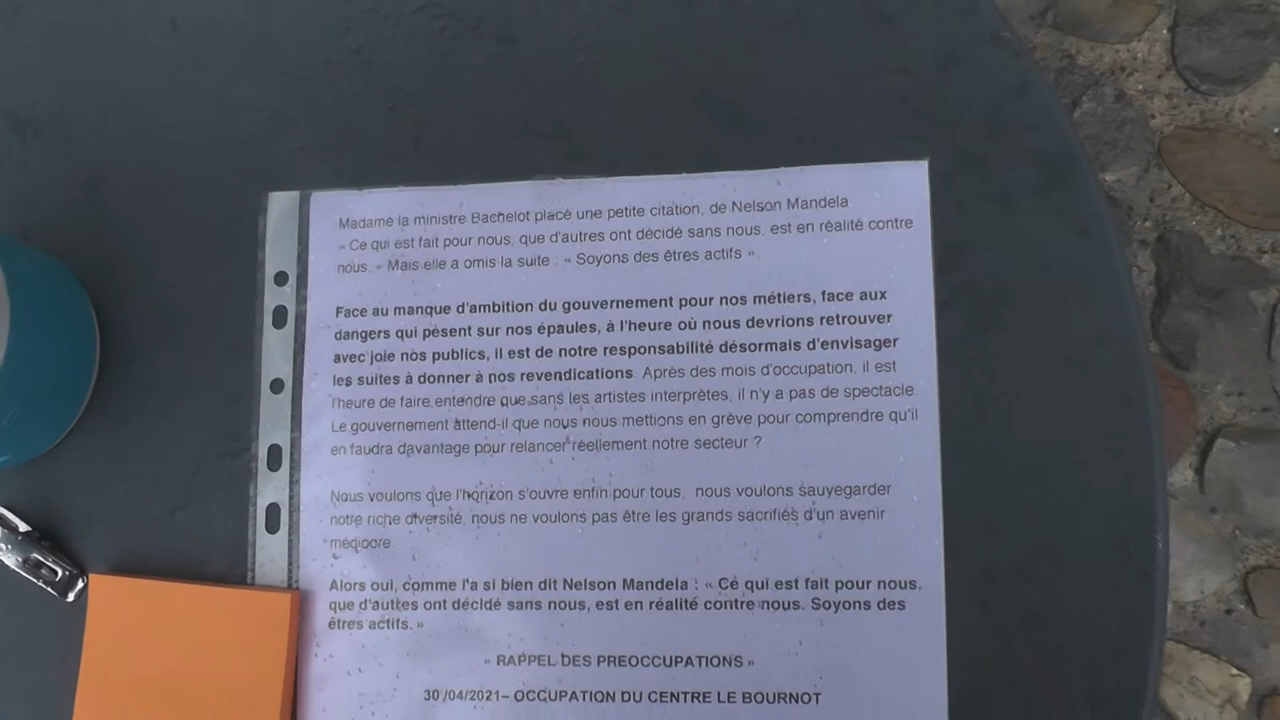 Madame la ministre Bachelot placé une petite citation, de Nelson Mandela
« Ce qui est fait pour nous, que d'autres ont décidé sans nous, est en réalité contre
nous. » Mais elle a omis la suite : « Soyons des êtres actifs ».
Face au manque d'ambition du gouvernement pour nos métiers, face aux
dangers qui pèsent sur nos épaules, à l'heure où nous devrions retrouver
avec joie nos publics, il est de notre responsabilité désormais d'envisager
les suites à donner à nos revendications. Après des mois d'occupation, il est
l'heure de faire entendre que sans les artistes interprètes, il n'y a pas de spectacle.
Le gouvernement attend-il que nous nous mettions en grève pour comprendre qu'il
en faudra davantage pour relancer réellement notre secteur ?
Nous voulons que l'horizon s'ouvre enfin pour tous, nous voulons sauvegarder
notre riche diversité, nous ne voulons pas être les grands sacrifiés d'un avenir
médiocre.
Alors oui, comme l'a si bien dit Nelson Mandela : « Ce qui est fait pour nous,
que d'autres ont décidé sans nous, est en réalité contre nous. Soyons des
êtres actifs. »
« RAPPEL DES PREOCCUPATIONS »
30 /04/2021– OCCUPATION DU CENTRE LE BOURNOT